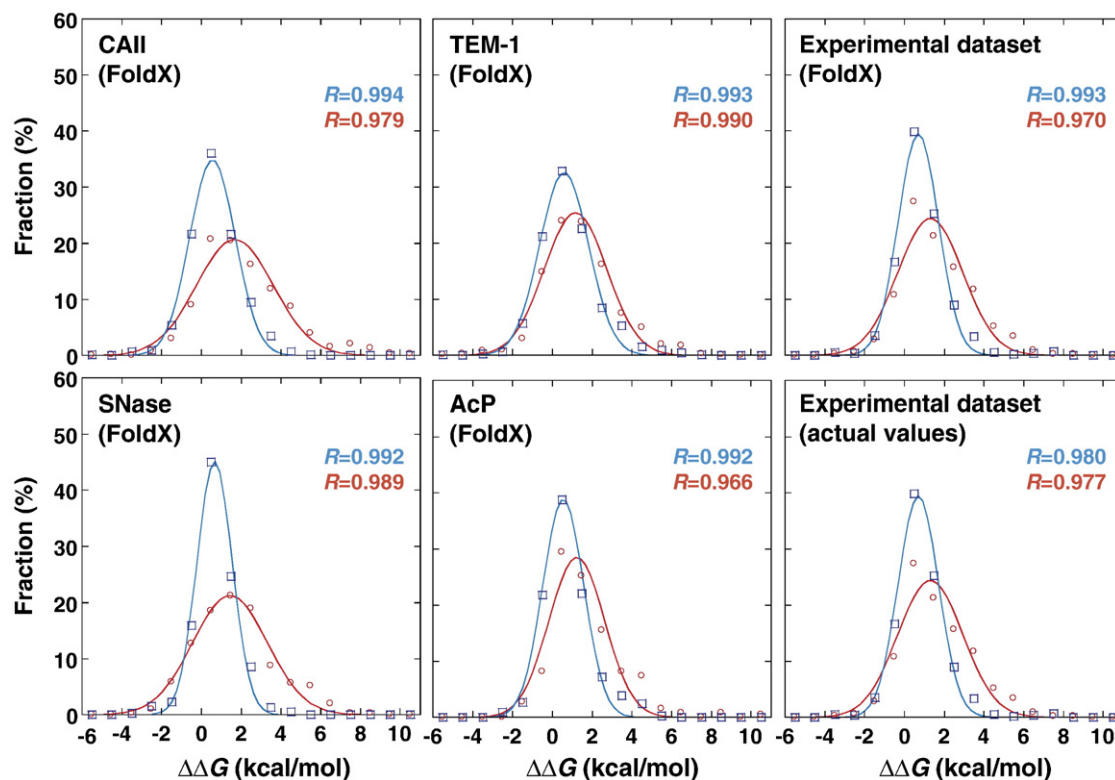 60
50
40
30
20
10
0
Fraction (%)
CAII
(FoldX)
R=0.994
R=0.979
TEM-1
(FoldX)
R=0.993
R=0.990
Experimental dataset
(FoldX)
R=0.993
R=0.970
60
50
40
30
20
10
0
Fraction (%)
SNase
(FoldX)
R=0.992
R=0.989
AcP
(FoldX)
R=0.992
R=0.966
Experimental dataset
(actual values)
R=0.980
R=0.977
-6 -4 -2 0 2 4 6 8 10
-6 -4 -2 0 2 4 6 8 10
-6 -4 -2 0 2 4 6 8 10
ΔΔG (kcal/mol)
ΔΔG (kcal/mol)
ΔΔG (kcal/mol)